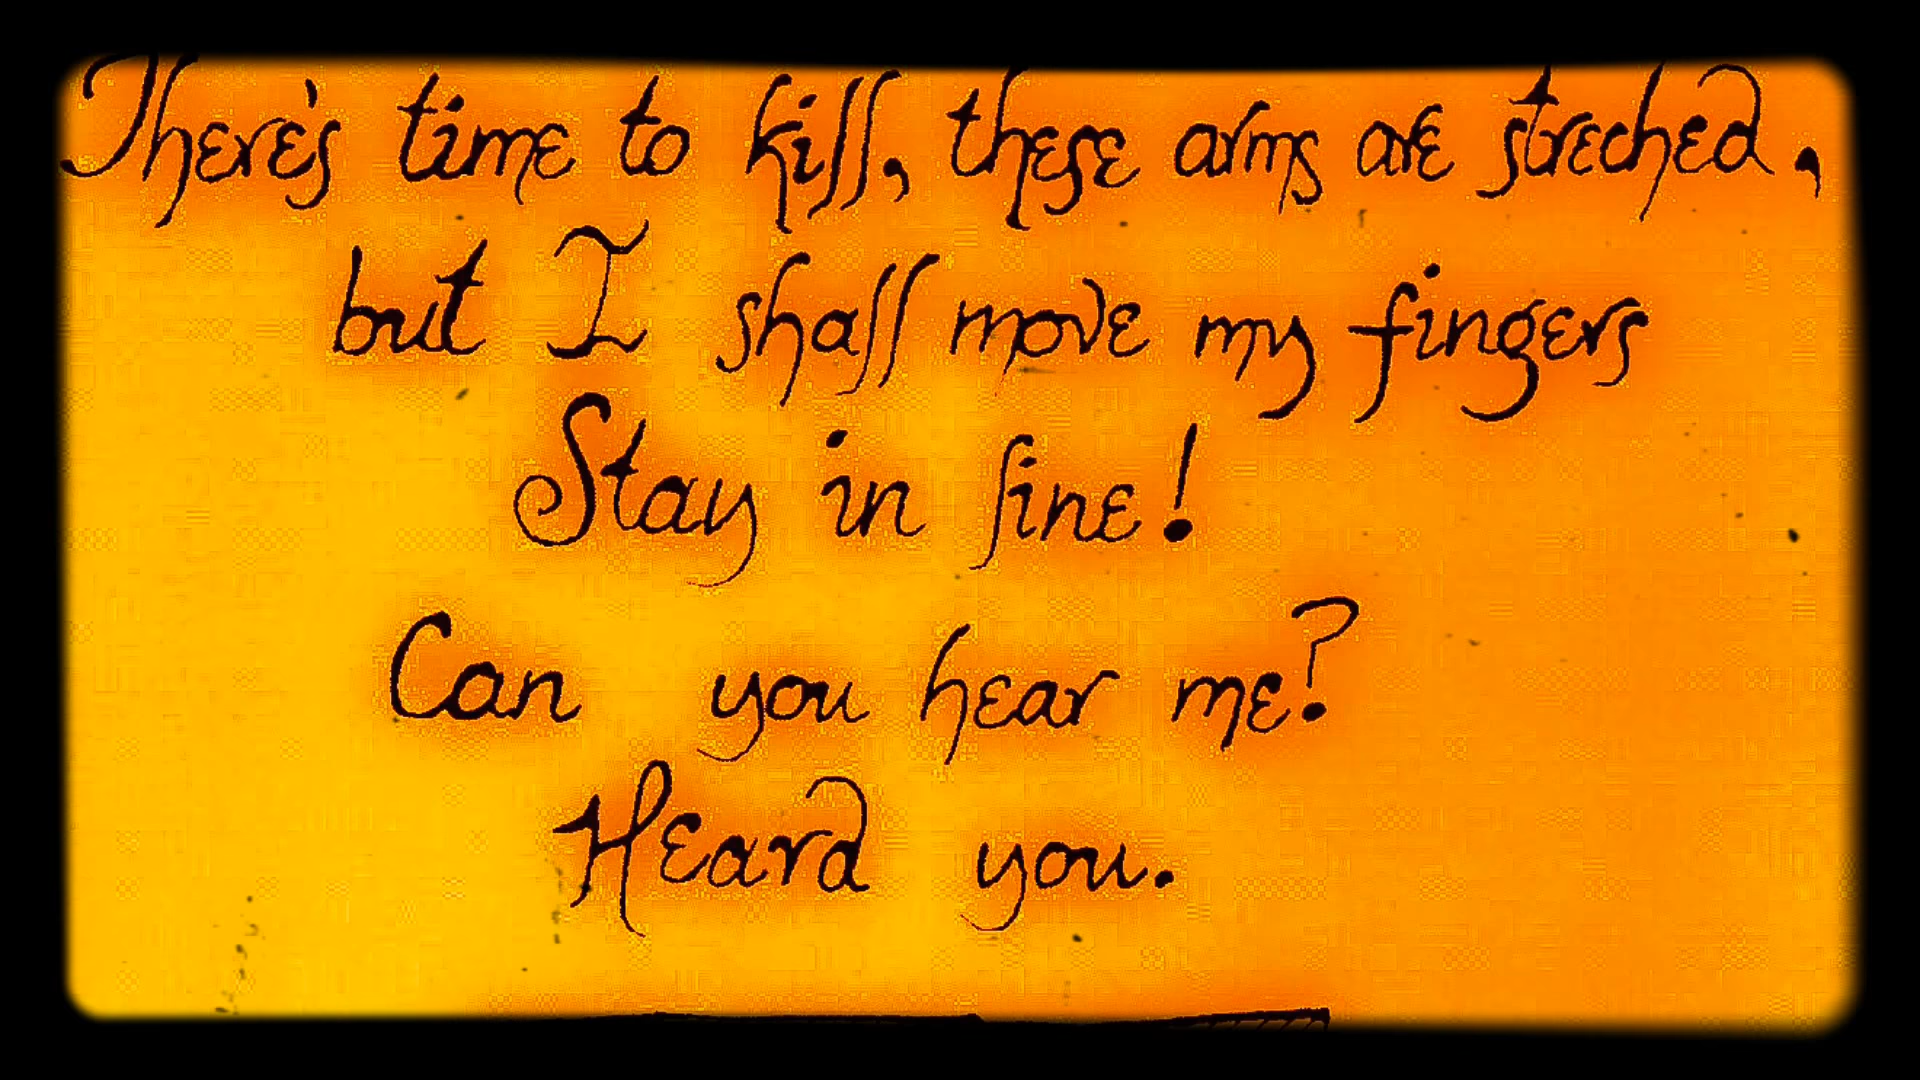 There's time to kill, these arms are streched,
but I shall move my fingers
Stay in line!
Can you hear me?
Heard you.